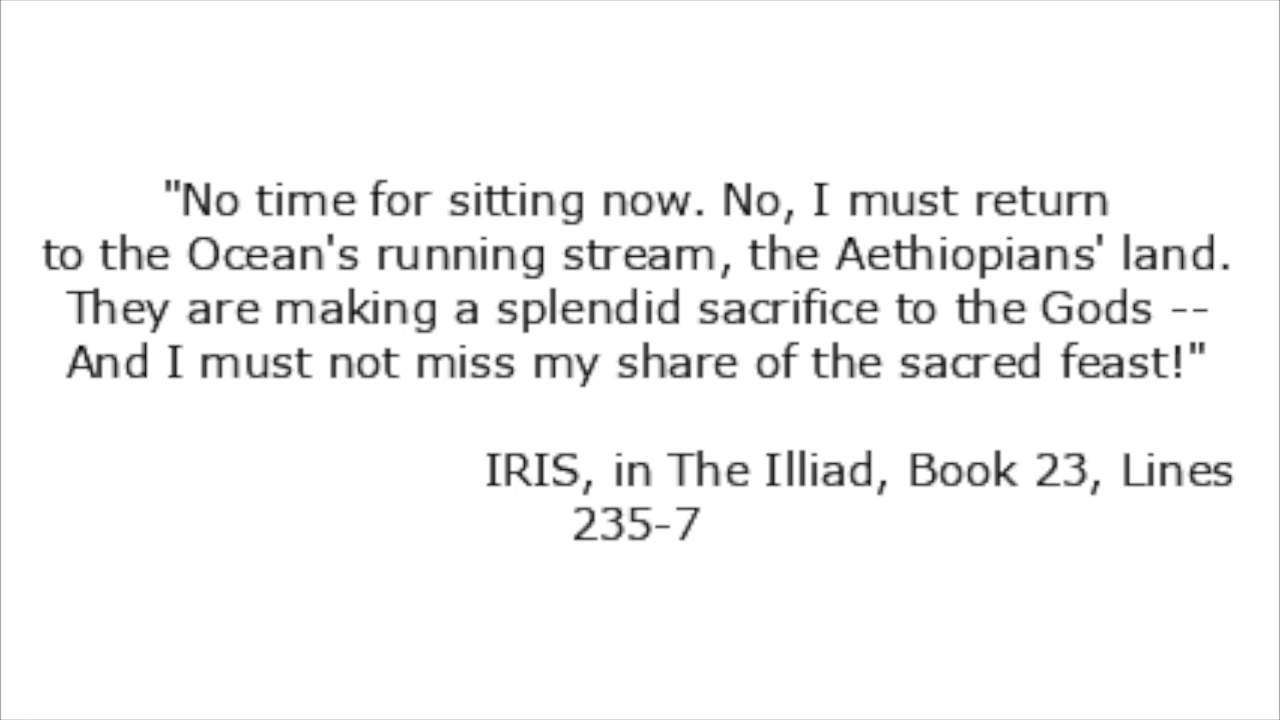 "No time for sitting now. No, I must return
to the Ocean's running stream, the Aethiopians' land.
They are making a splendid sacrifice to the Gods --
And I must not miss my share of the sacred feast!"
IRIS, in The Illiad, Book 23, Lines
235-7